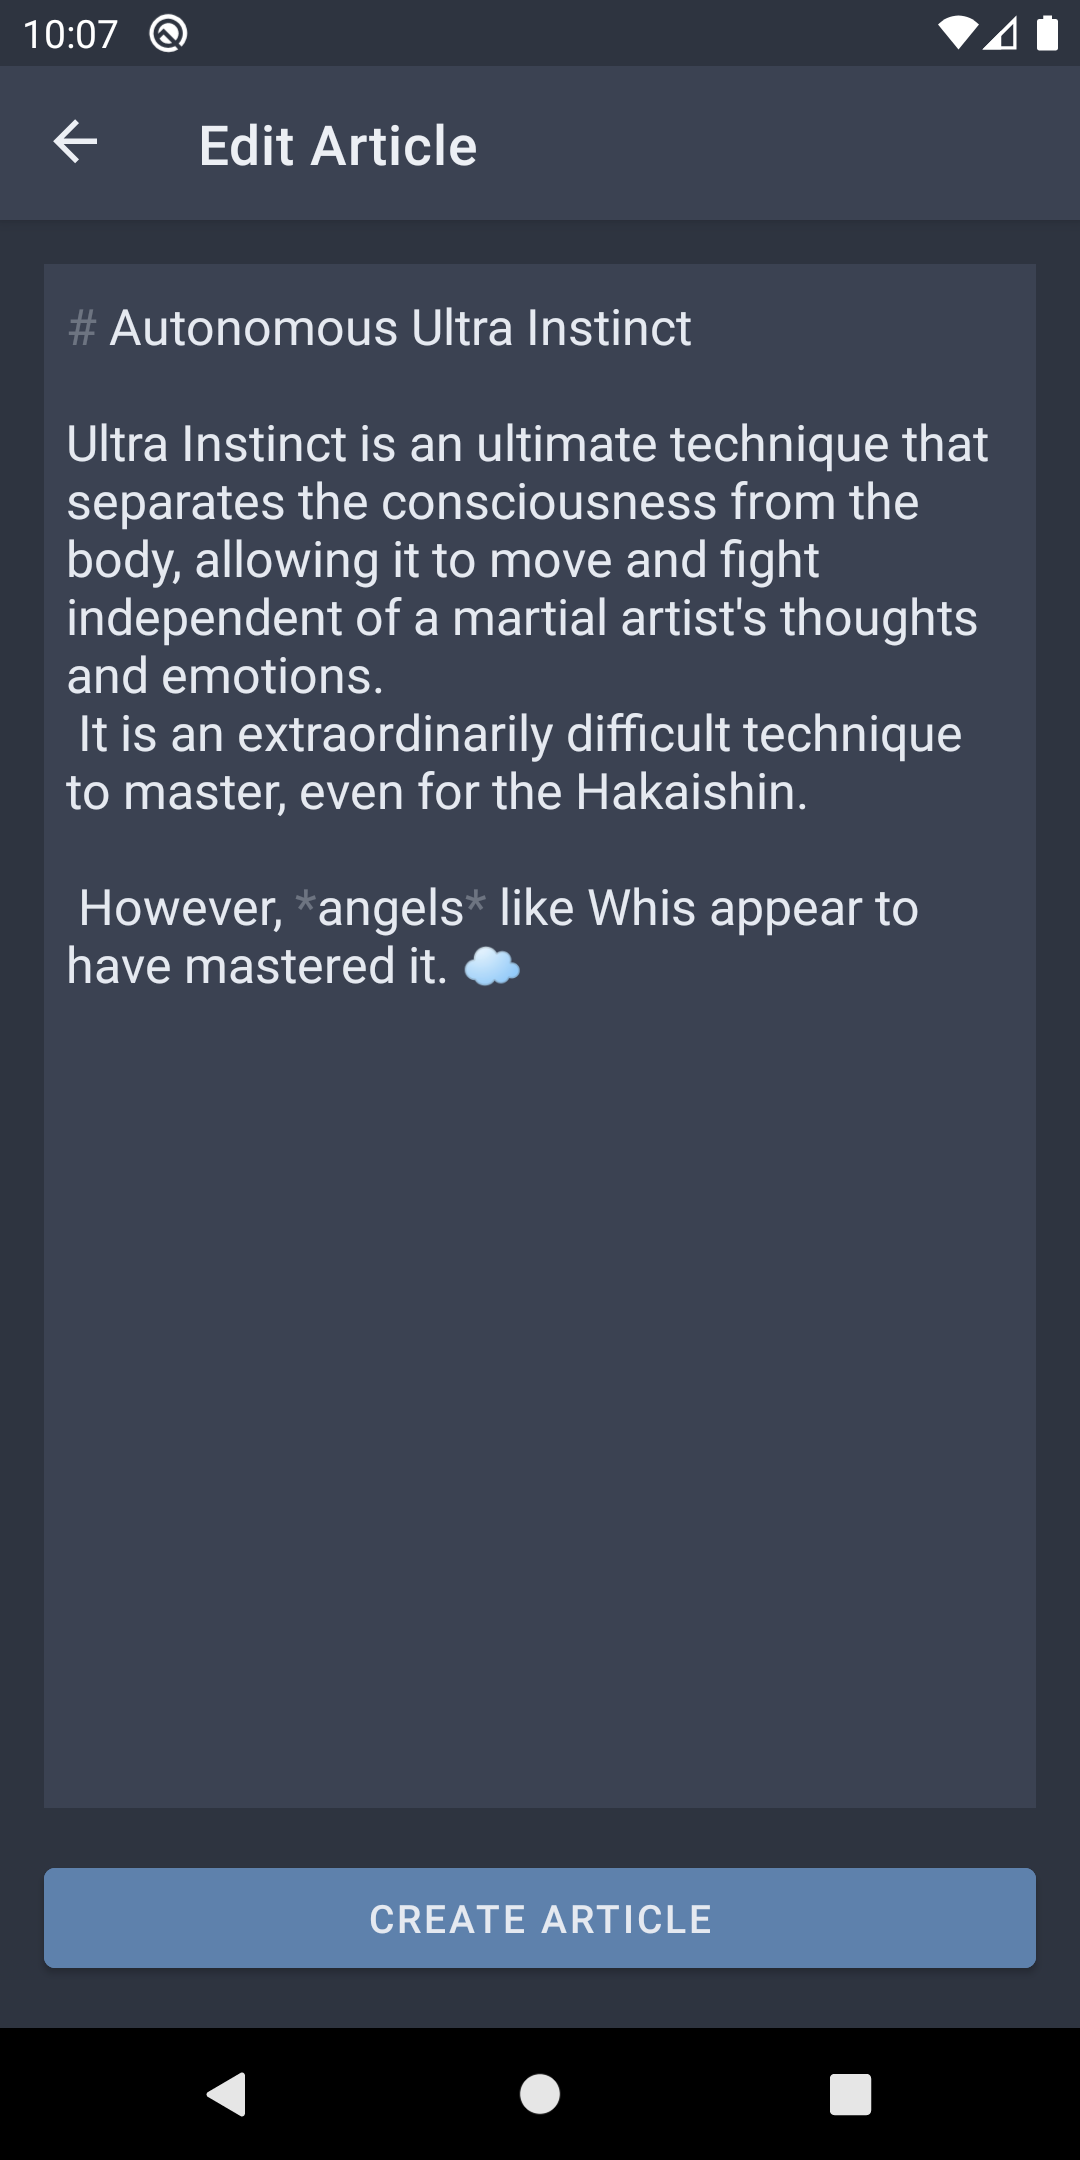 10:07
Edit Article
# Autonomous Ultra Instinct
Ultra Instinct is an ultimate technique that
separates the consciousness from the
body, allowing it to move and fight
independent of a martial artist's thoughts
and emotions.
It is an extraordinarily difficult technique
to master, even for the Hakaishin.
However, *angels* like Whis appear to
have mastered it. ☁️
CREATE ARTICLE